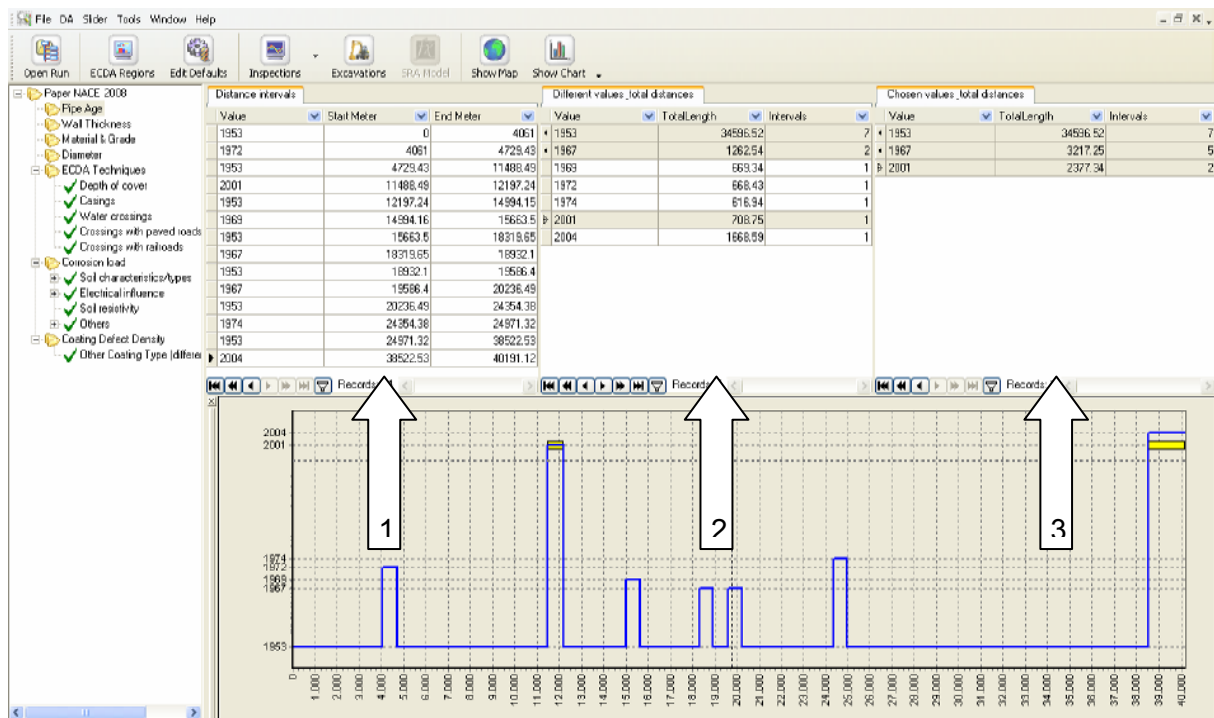 File DA Slider Tools Window Help
Open Run ECDA Regions Edit Defaults Inspections Excavations SRA Model Show Map Show Chart
Paper NACE 2008
Pipe Age
Wall Thickness
Material & Grade
Diameter
ECDA Techniques
Depth of cover
Casings
Water crossings
Crossings with paved roads
Crossings with railroads
Corrosion load
Soil characteristics/types
Electrical influence
Soil resistivity
Others
Coating Defect Density
Other Coating Type (differe
Distance intervals
Value Start Meter End Meter
1953 0 4061
1972 4061 4729.43
1953 4729.43 11488.49
2001 11488.49 12197.24
1953 12197.24 14994.15
1969 14994.16 15663.5
1953 15663.5 18319.65
1967 18319.65 18932.1
1953 18932.1 19586.4
1967 19586.4 20236.49
1953 20236.49 24354.38
1974 24354.38 24971.32
1953 24971.32 38522.53
2004 38522.53 40191.12
Records
Different values_total distances
Value TotalLength Intervals
1953 34596.52 7
1967 1262.54 2
1969 669.34 1
1972 668.43 1
1974 616.94 1
2001 708.75 1
2004 1668.59 1
Records
Chosen values_total distances
Value TotalLength Intervals
1953 34596.52 7
1967 3217.25 5
2001 2377.34 2
Records
1
2
3
2004
2001
1974
1972
1969
1967
1953
0 1.000 2.000 3.000 4.000 5.000 6.000 7.000 8.000 9.000 10.000 11.000 12.000 13.000 14.000 15.000 16.000 17.000 18.000 19.000 20.000 21.000 22.000 23.000 24.000 25.000 26.000 27.000 28.000 29.000 30.000 31.000 32.000 33.000 34.000 35.000 36.000 37.000 38.000 39.000 40.000